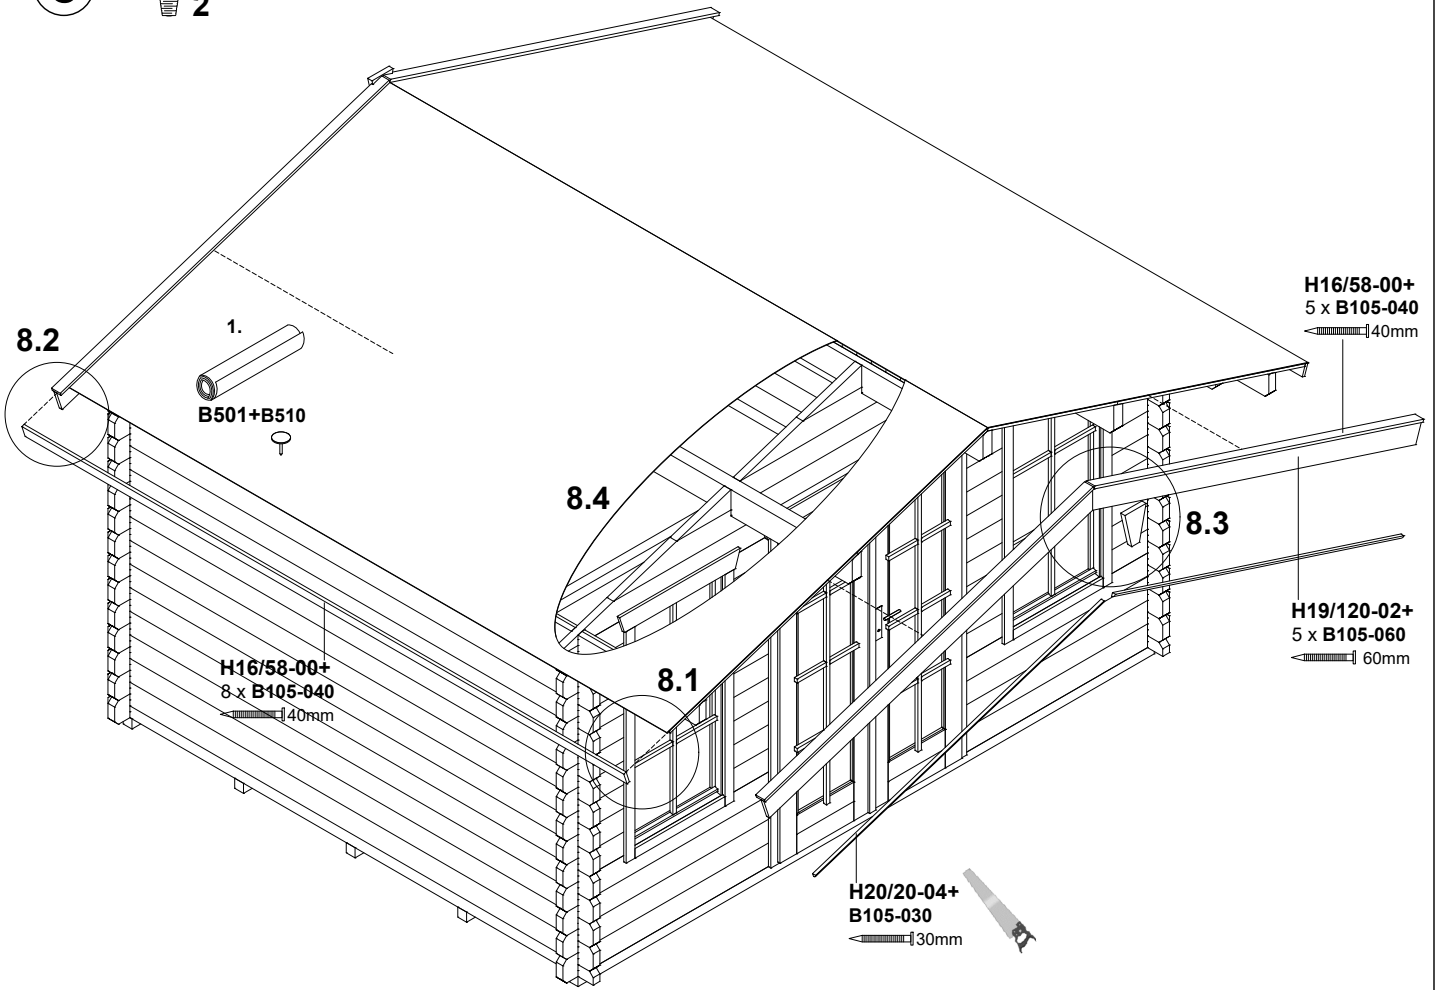 2
8.2
1.
B501+B510
8.4
H16/58-00+
5 x B105-040
40mm
8.3
H19/120-02+
5 x B105-060
60mm
H16/58-00+
8 x B105-040
40mm
8.1
H20/20-04+
B105-030
30mm